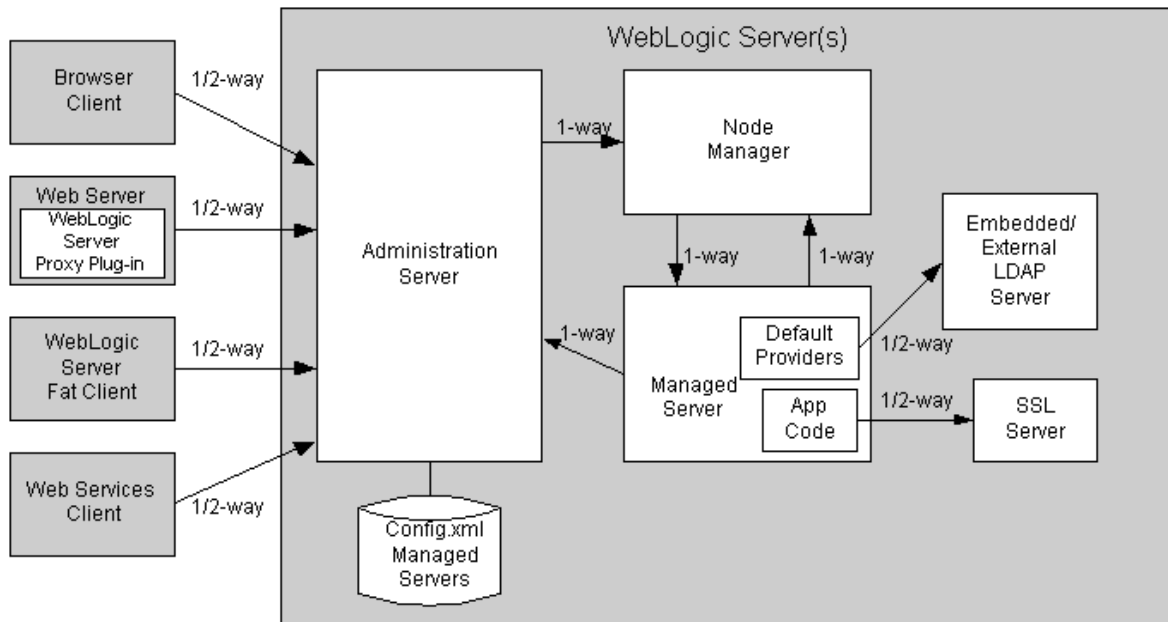 WebLogic Server(s)
Browser
Client
1/2-way
Web Server
WebLogic
Server
Proxy Plug-in
1/2-way
WebLogic
Server
Fat Client
1/2-way
Web Services
Client
1/2-way
Administration
Server
Config.xml
Managed
Servers
1-way
Node
Manager
1-way
1-way
1-way
Managed
Server
Default
Providers
App
Code
1/2-way
Embedded/
External
LDAP
Server
1/2-way
SSL
Server